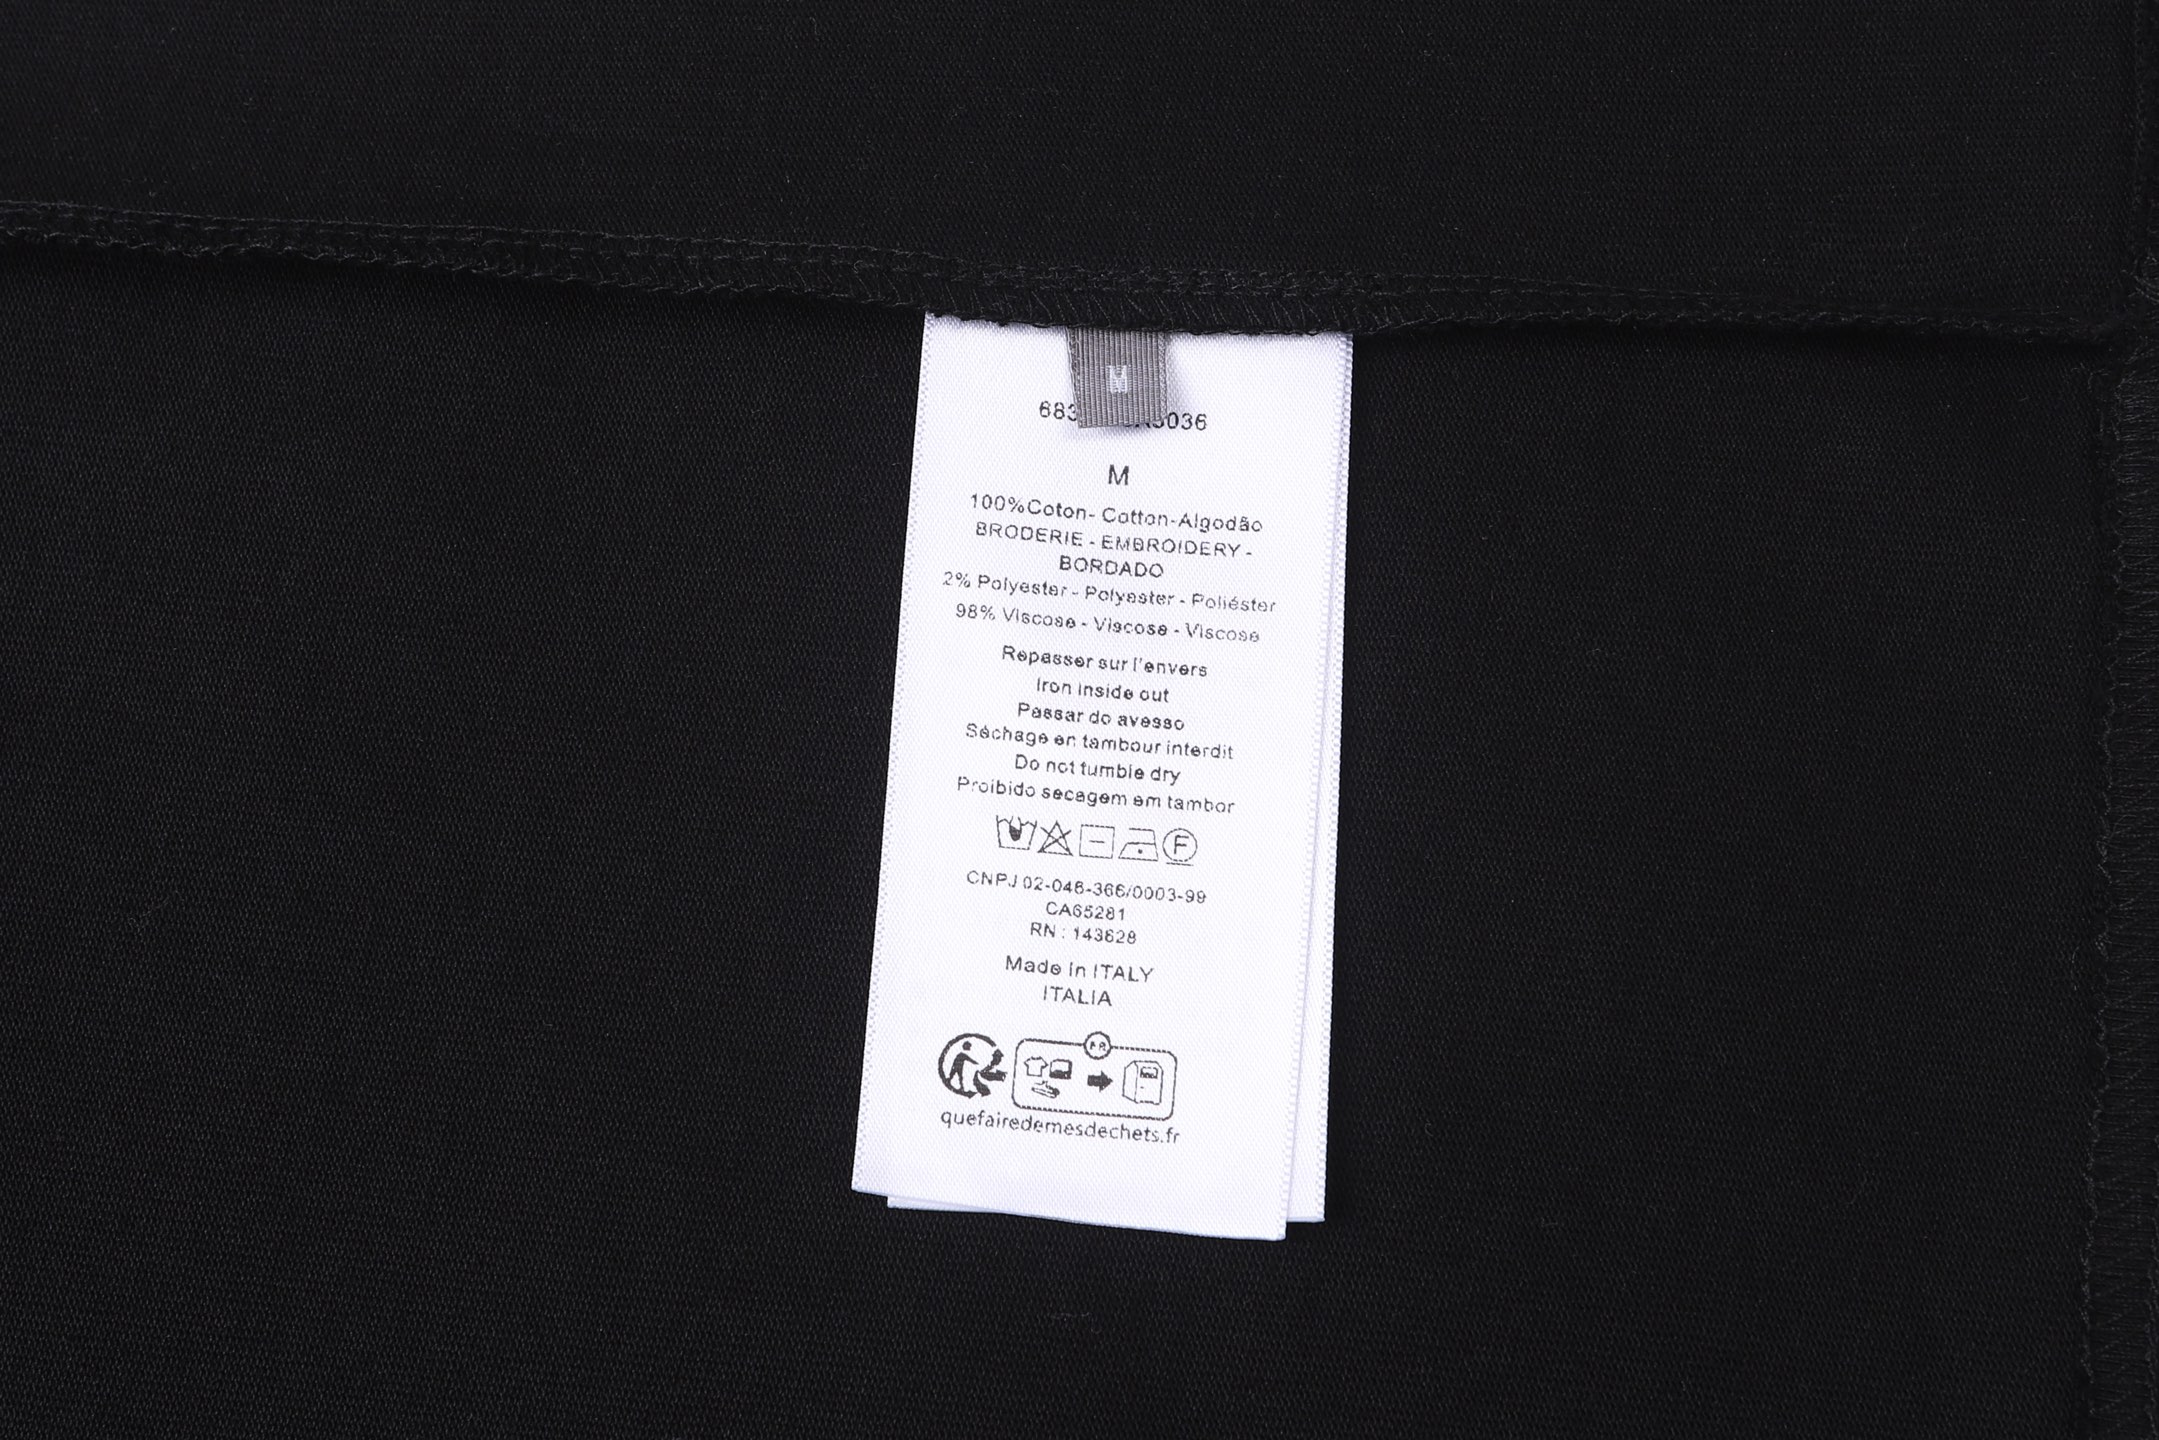 M
M
100%Coton- Cotton-Algodão
BRODERIE - EMBROIDERY -
BORDADO
2% Polyester - Polyester - Poliéster
98% Viscose - Viscose - Viscose
Repasser sur l'envers
Iron inside out
Passar do avesso
Séchage en tambour interdit
Do not tumble dry
Proibido secagem em tambor
F
CNPJ 02-046-366/0003-99
CA65281
RN : 143628
Made in ITALY
ITALIA
FR
quefairedemesdechets.fr